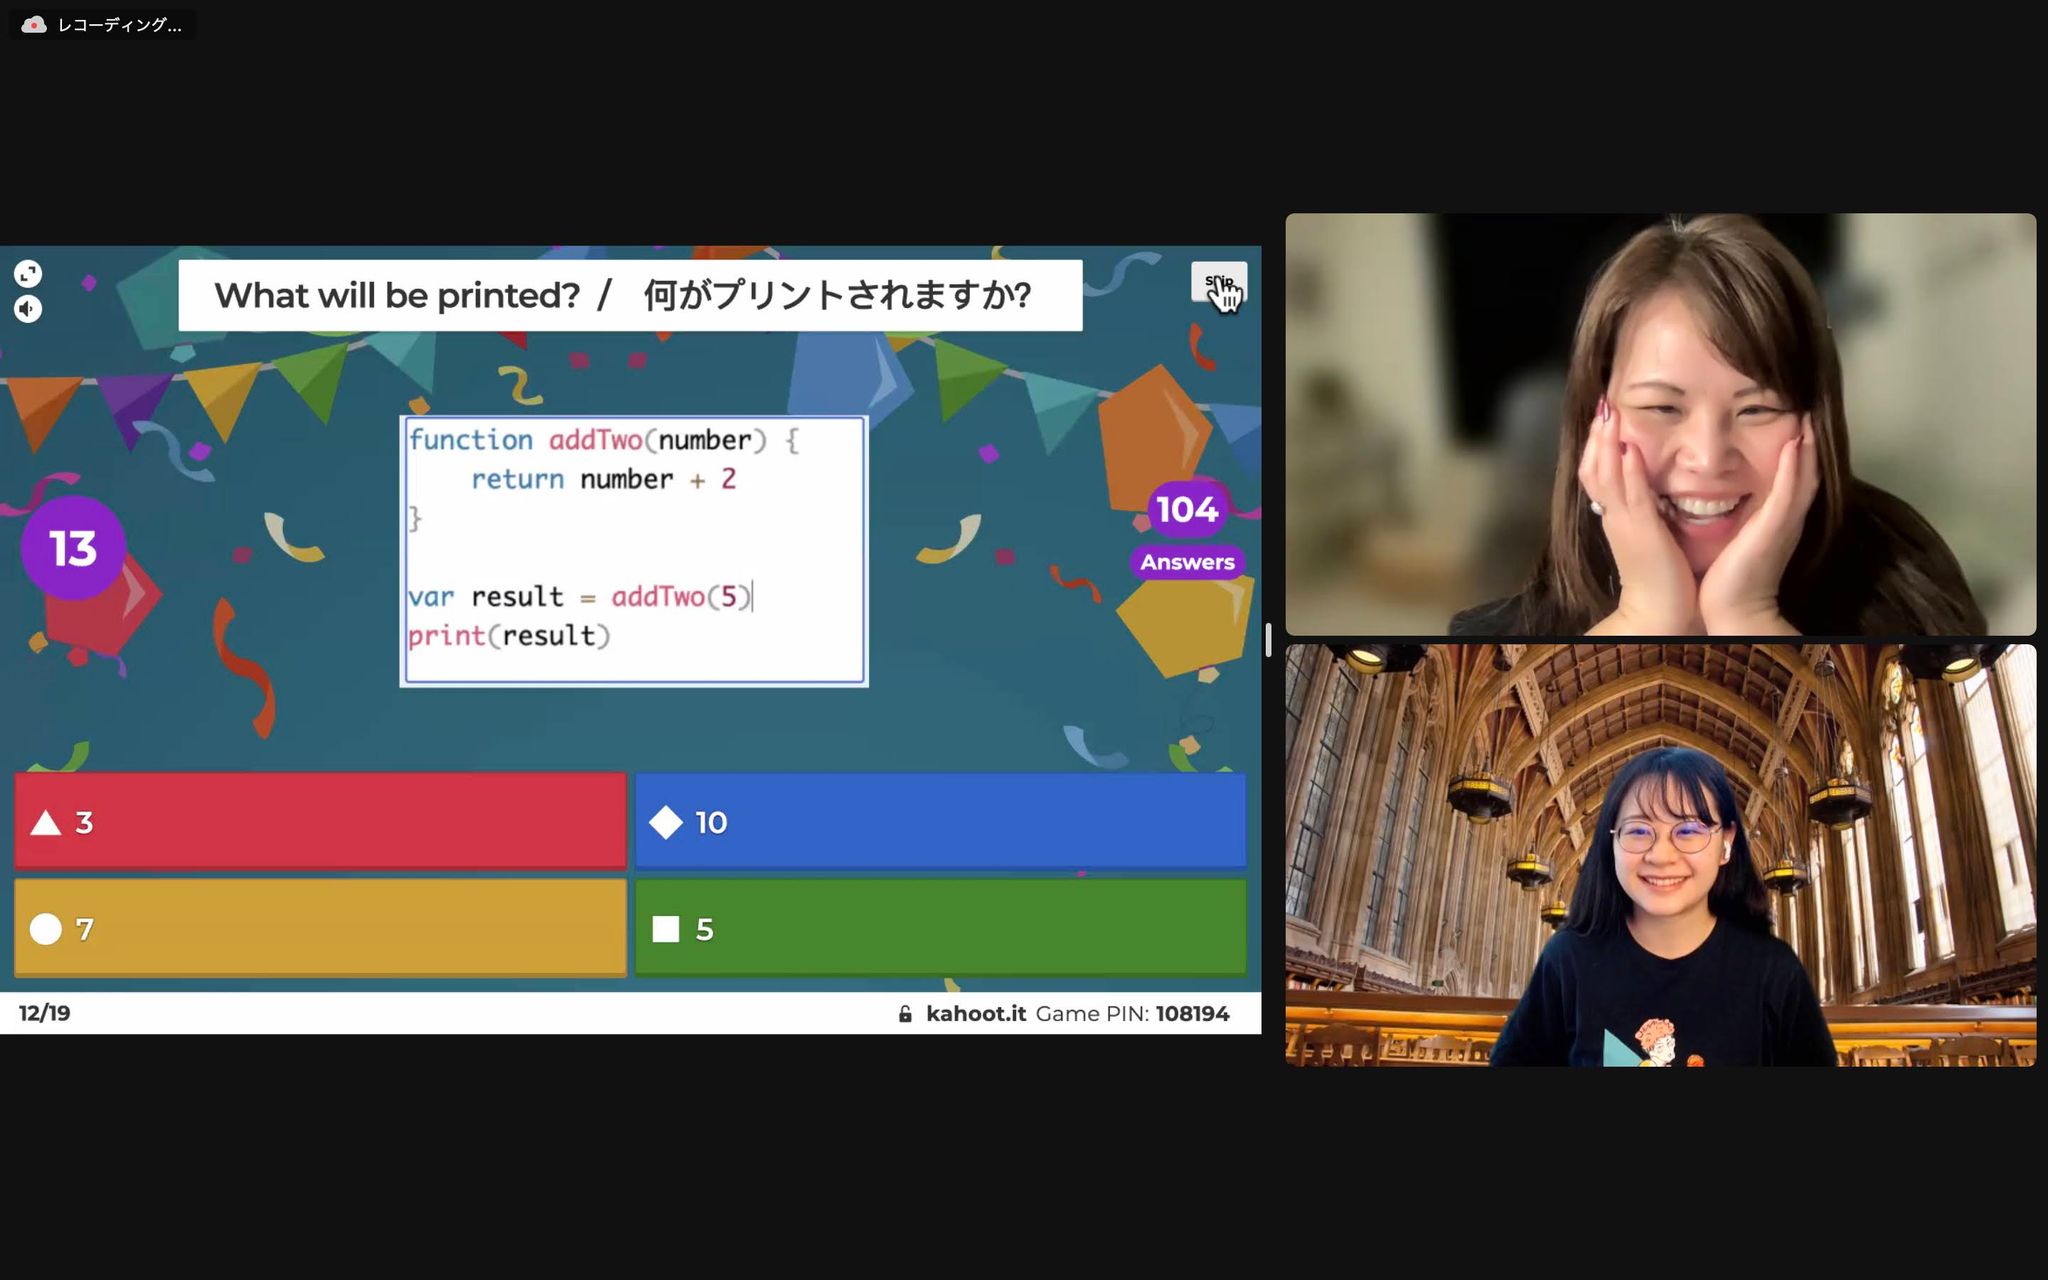 レコーディング...
What will be printed? / 何がプリントされますか?
function addTwo(number) {
return number + 2
}
var result = addTwo(5)
print(result)
13
104
Answers
3
10
7
5
12/19
kahoot.it Game PIN: 108194